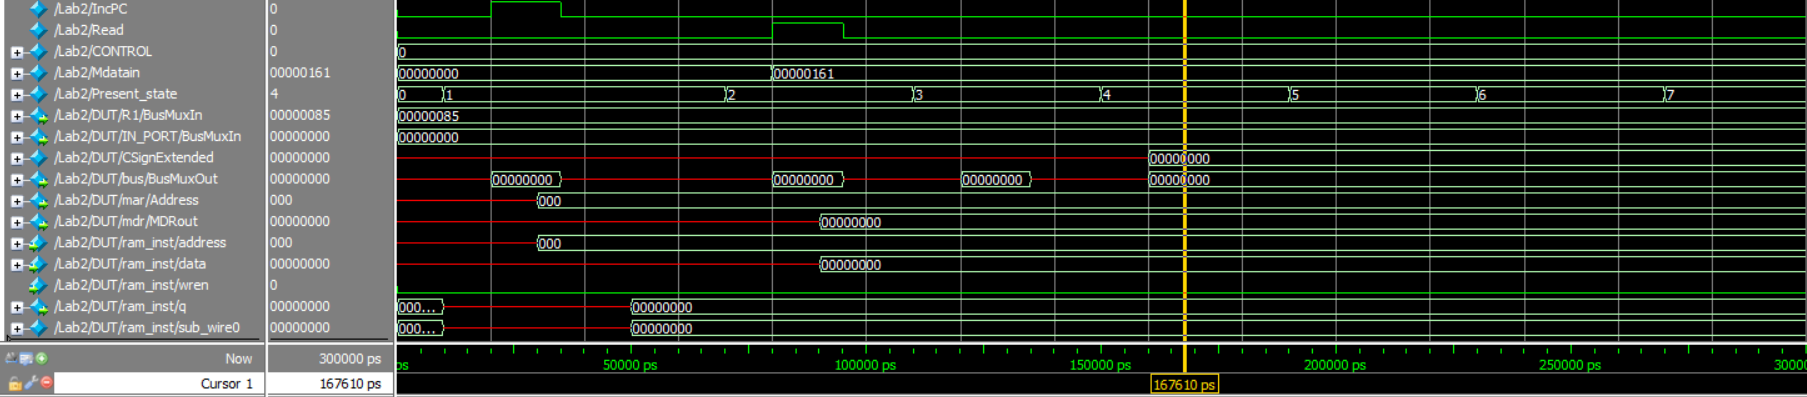 /Lab2/IncPC 0
/Lab2/Read 0
/Lab2/CONTROL 0 0
/Lab2/Mdatain 00000161 00000000 00000161
/Lab2/Present_state 4 0 1 2 3 4 5 6 7
/Lab2/DUT/R1/BusMuxIn 00000085 00000085
/Lab2/DUT/IN_PORT/BusMuxIn 00000000 00000000
/Lab2/DUT/CSignExtended 00000000 00000000
/Lab2/DUT/bus/BusMuxOut 00000000 00000000 00000000 00000000 00000000
/Lab2/DUT/mar/Address 000 000
/Lab2/DUT/mdr/MDRout 00000000 00000000
/Lab2/DUT/ram_inst/address 000 000
/Lab2/DUT/ram_inst/data 00000000 00000000
/Lab2/DUT/ram_inst/wren 0
/Lab2/DUT/ram_inst/q 00000000 000... 00000000
/Lab2/DUT/ram_inst/sub_wire0 00000000 000... 00000000
Now 300000 ps ps 50000 ps 100000 ps 150000 ps 200000 ps 250000 ps 30000
Cursor 1 167610 ps 167610 ps